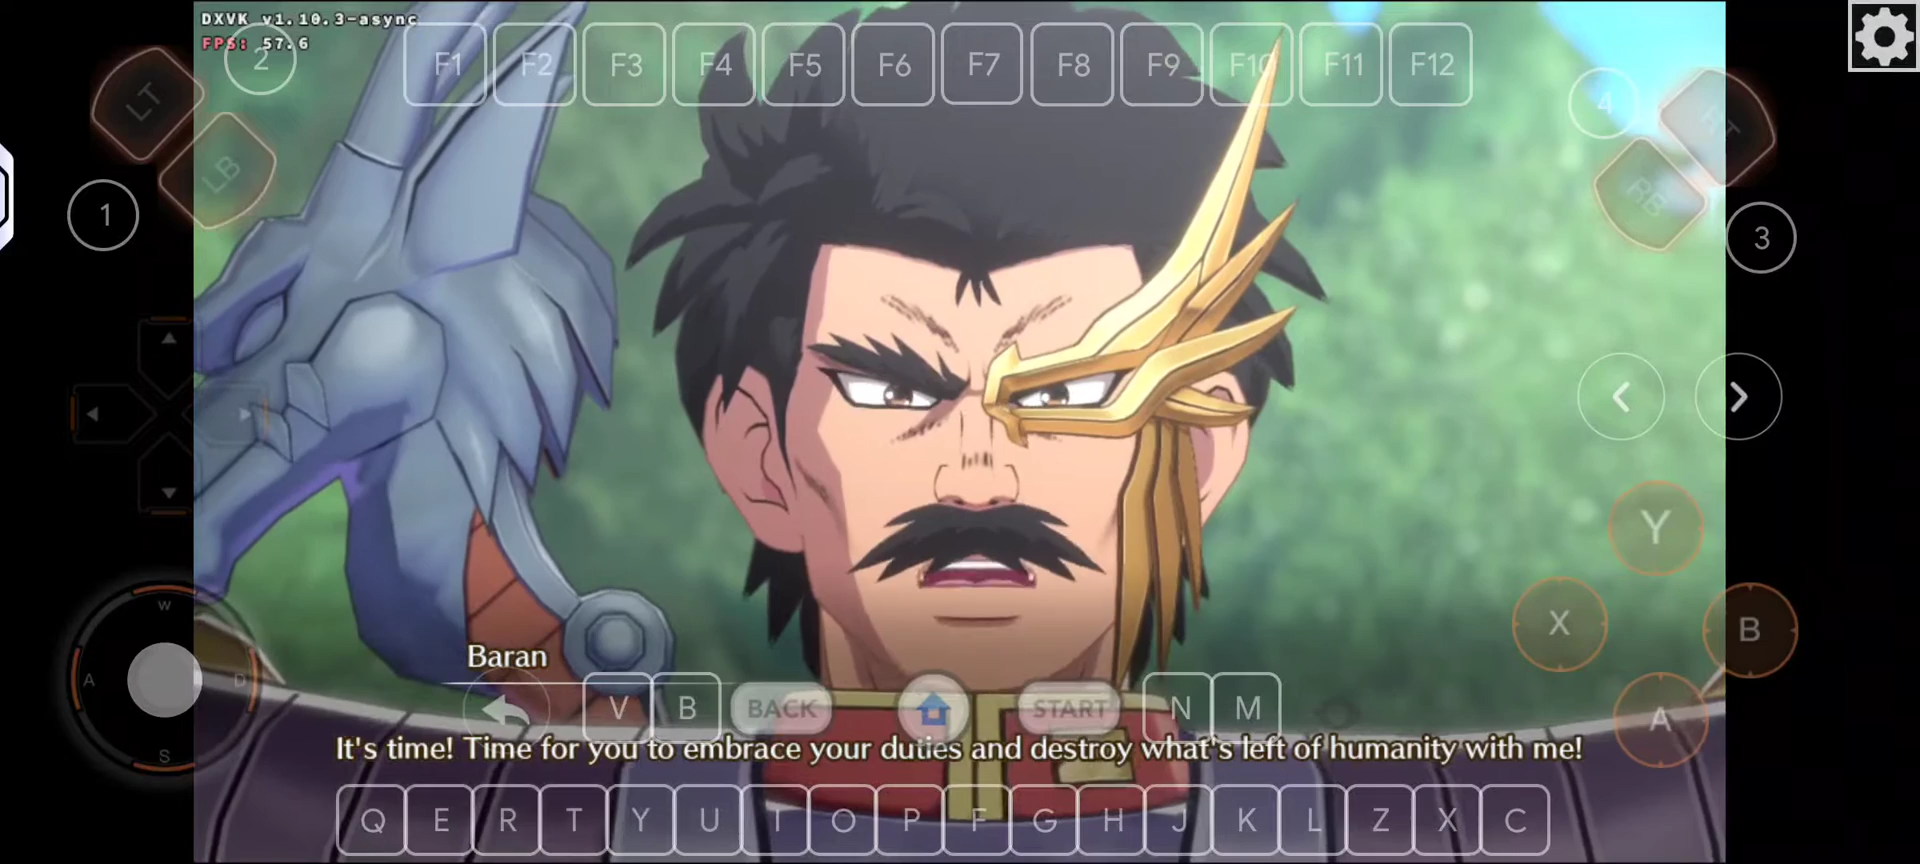 DXVK v1.10.3-async
FPS: 57.6
F1 F2 F3 F4 F5 F6 F7 F8 F9 F10 F11 F12
LT
2
4
RT
LB
RB
1
3
Y
W
X
B
A
D
A
S
Baran
V B BACK START N M
It's time! Time for you to embrace your duties and destroy what's left of humanity with me!
Q E R T Y U I O P F G H J K L Z X C